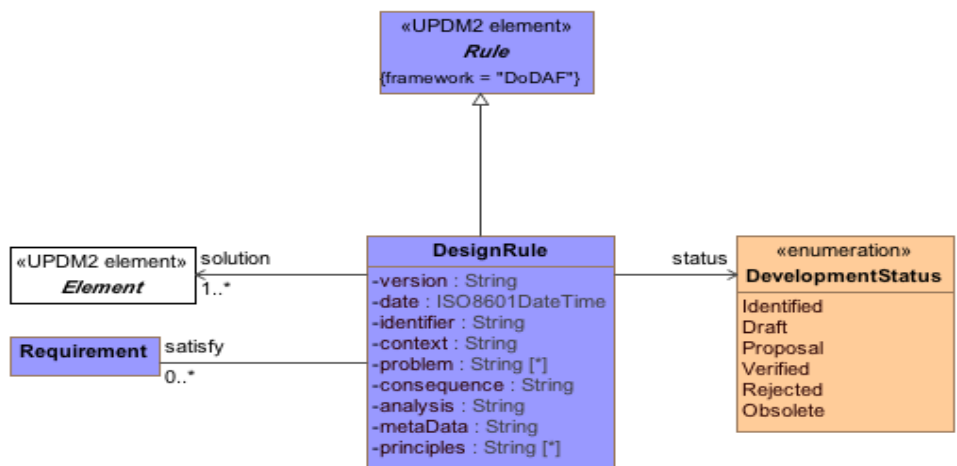 «UPDM2 element»
Rule
{framework = "DoDAF"}
«UPDM2 element»
Element
solution
1..*
Requirement
satisfy
0..*
DesignRule
-version : String
-date : ISO8601DateTime
-identifier : String
-context : String
-problem : String [*]
-consequence : String
-analysis : String
-metaData : String
-principles : String [*]
status
«enumeration»
DevelopmentStatus
Identified
Draft
Proposal
Verified
Rejected
Obsolete